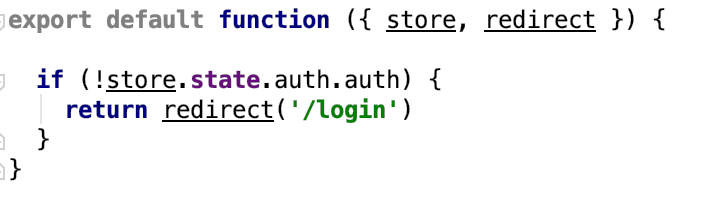 export default function ({ store, redirect }) {
if (!store.state.auth.auth) {
return redirect('/login')
}
}